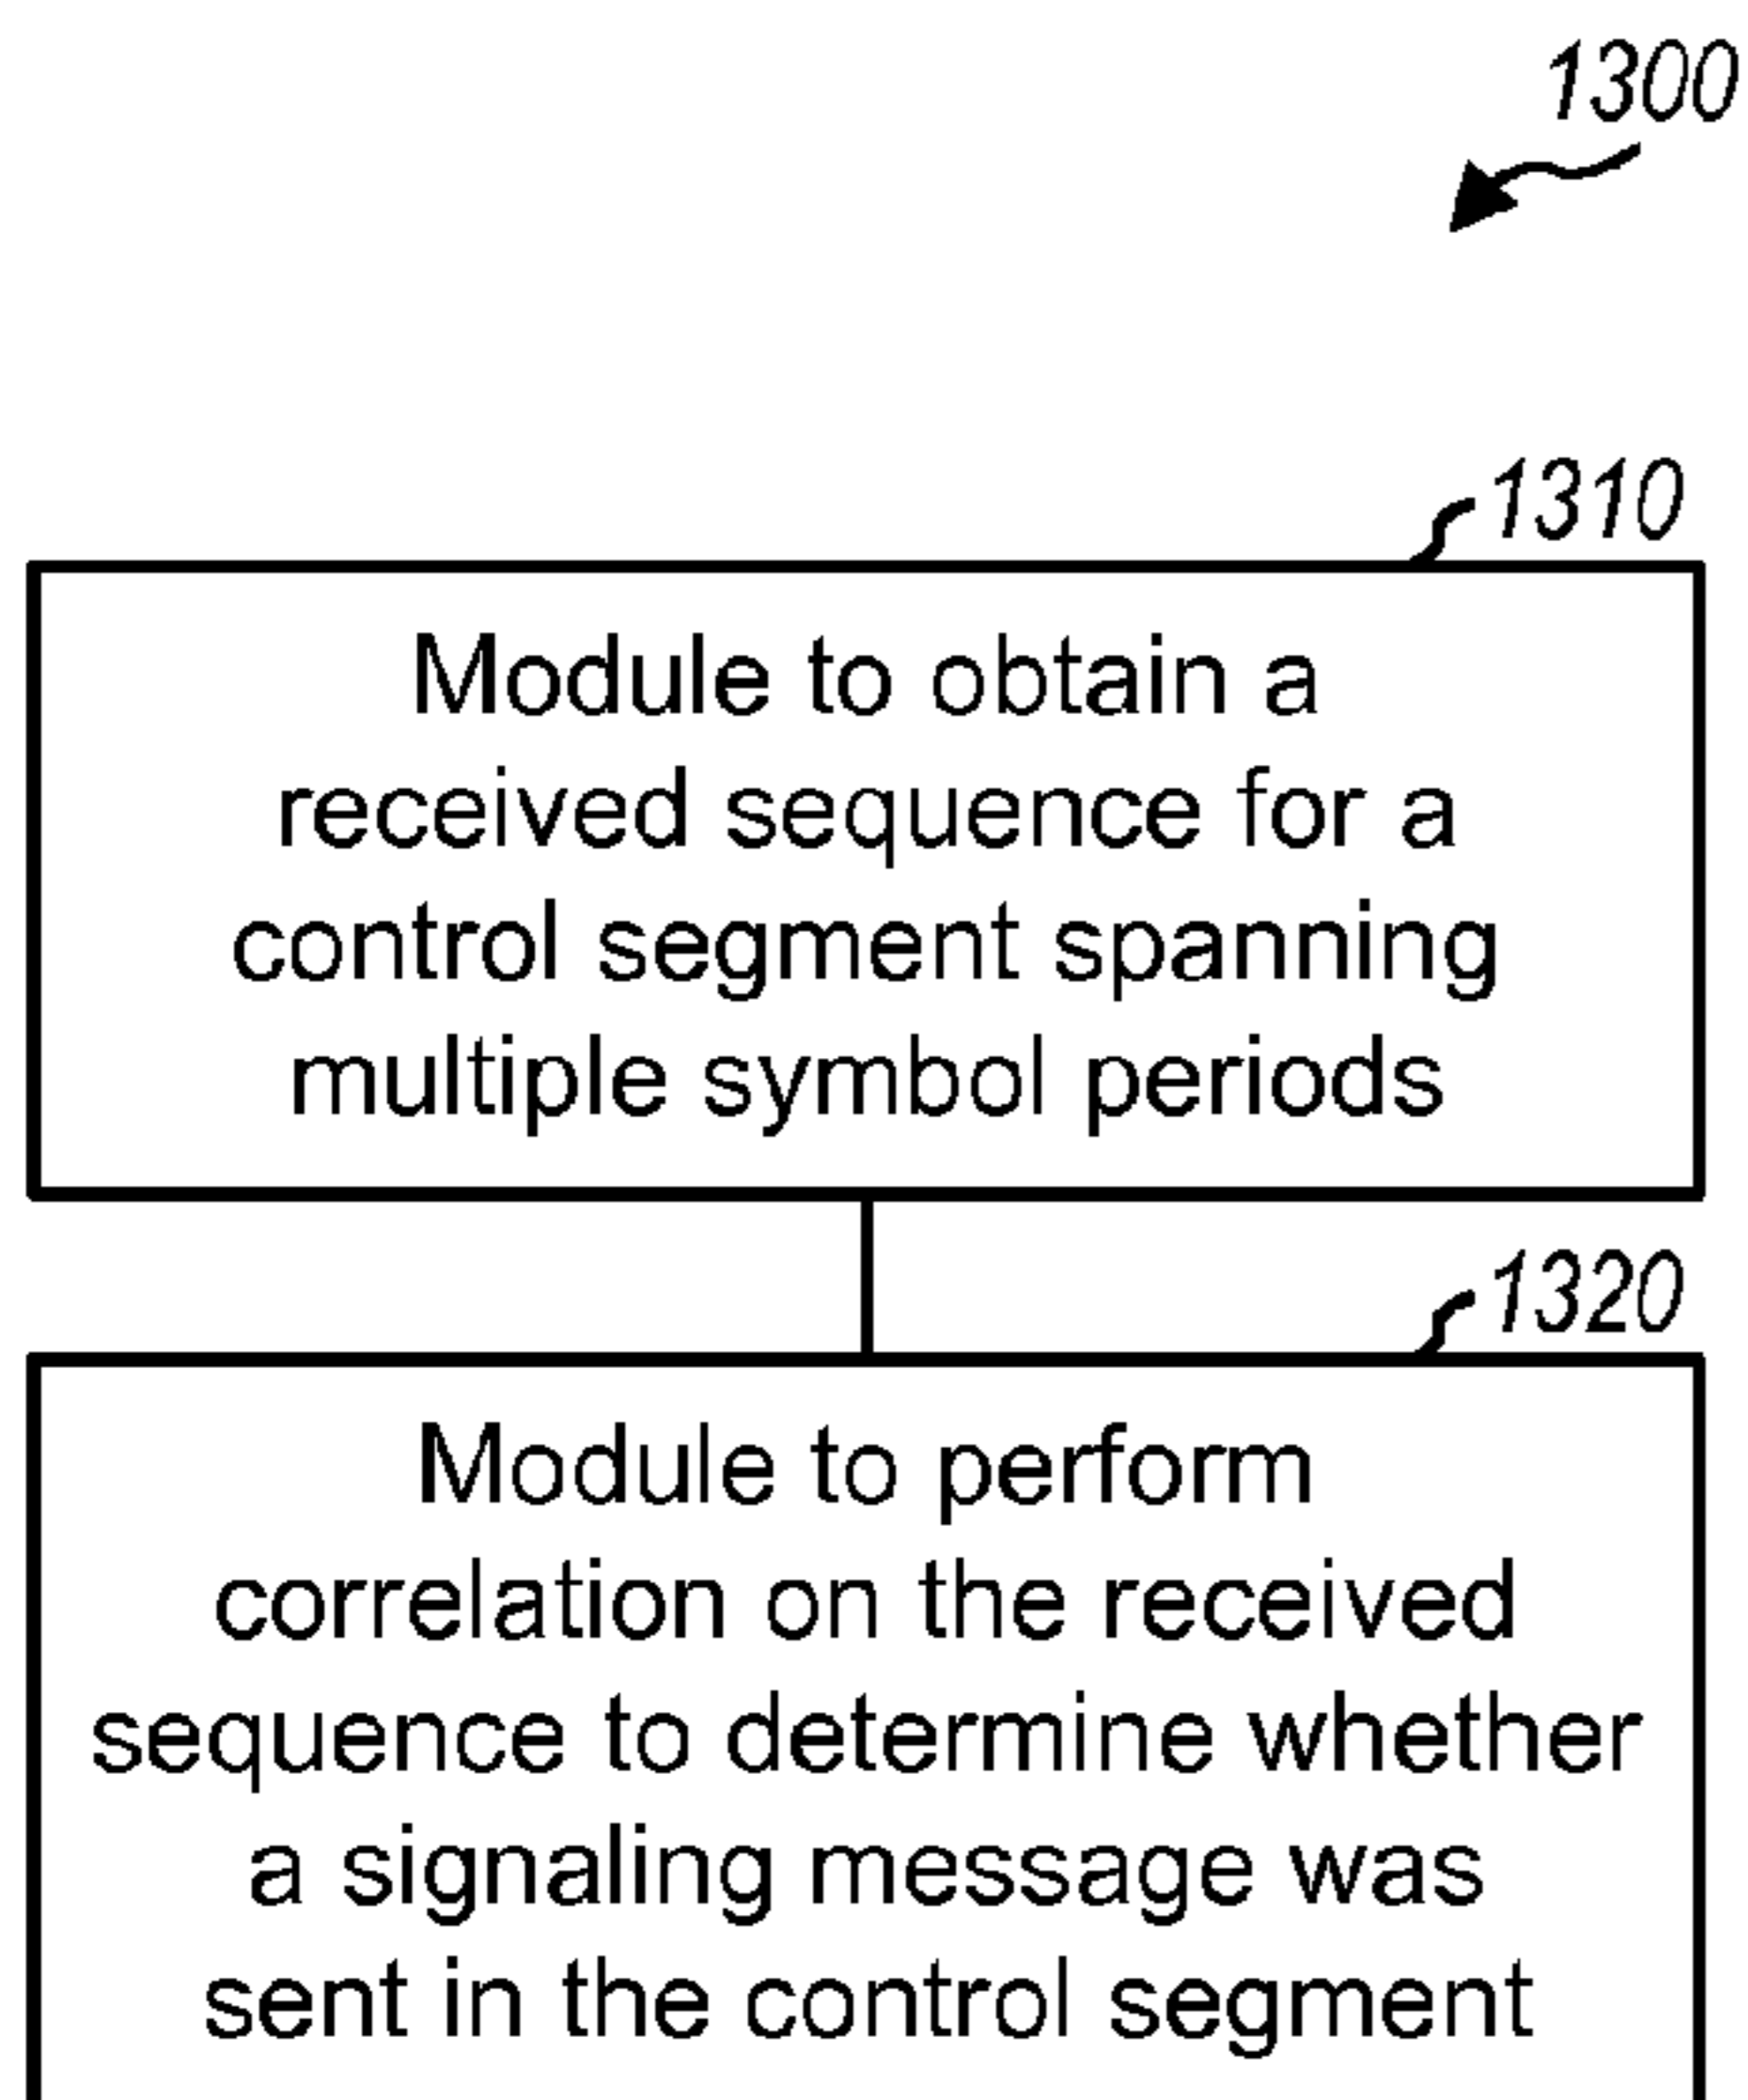 1300
1310
Module to obtain a
received sequence for a
control segment spanning
multiple symbol periods
1320
Module to perform
correlation on the received
sequence to determine whether
a signaling message was
sent in the control segment